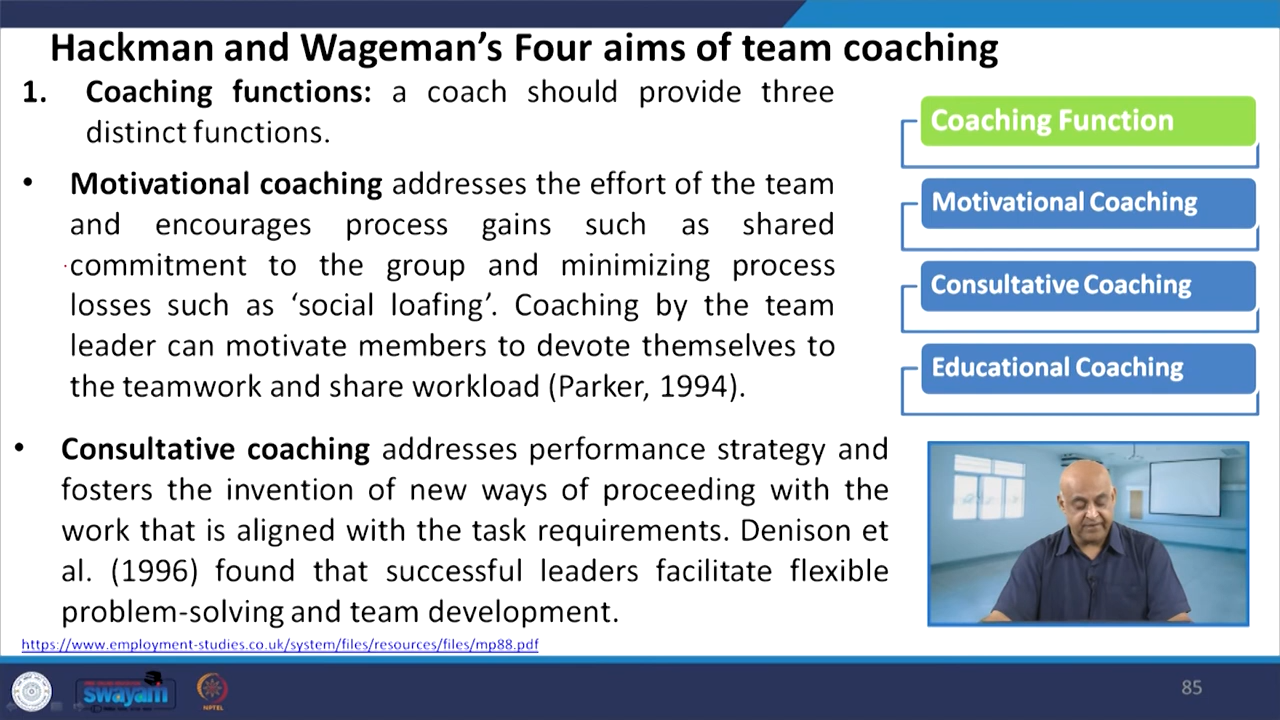 Hackman and Wageman's Four aims of team coaching
1. Coaching functions: a coach should provide three
distinct functions.
• Motivational coaching addresses the effort of the team
and encourages process gains such as shared
commitment to the group and minimizing process
losses such as ‘social loafing’. Coaching by the team
leader can motivate members to devote themselves to
the teamwork and share workload (Parker, 1994).
• Consultative coaching addresses performance strategy and
fosters the invention of new ways of proceeding with the
work that is aligned with the task requirements. Denison et
al. (1996) found that successful leaders facilitate flexible
problem-solving and team development.
https://www.employment-studies.co.uk/system/files/resources/files/mp88.pdf
Coaching Function
Motivational Coaching
Consultative Coaching
Educational Coaching
swayam
NPTEL
85